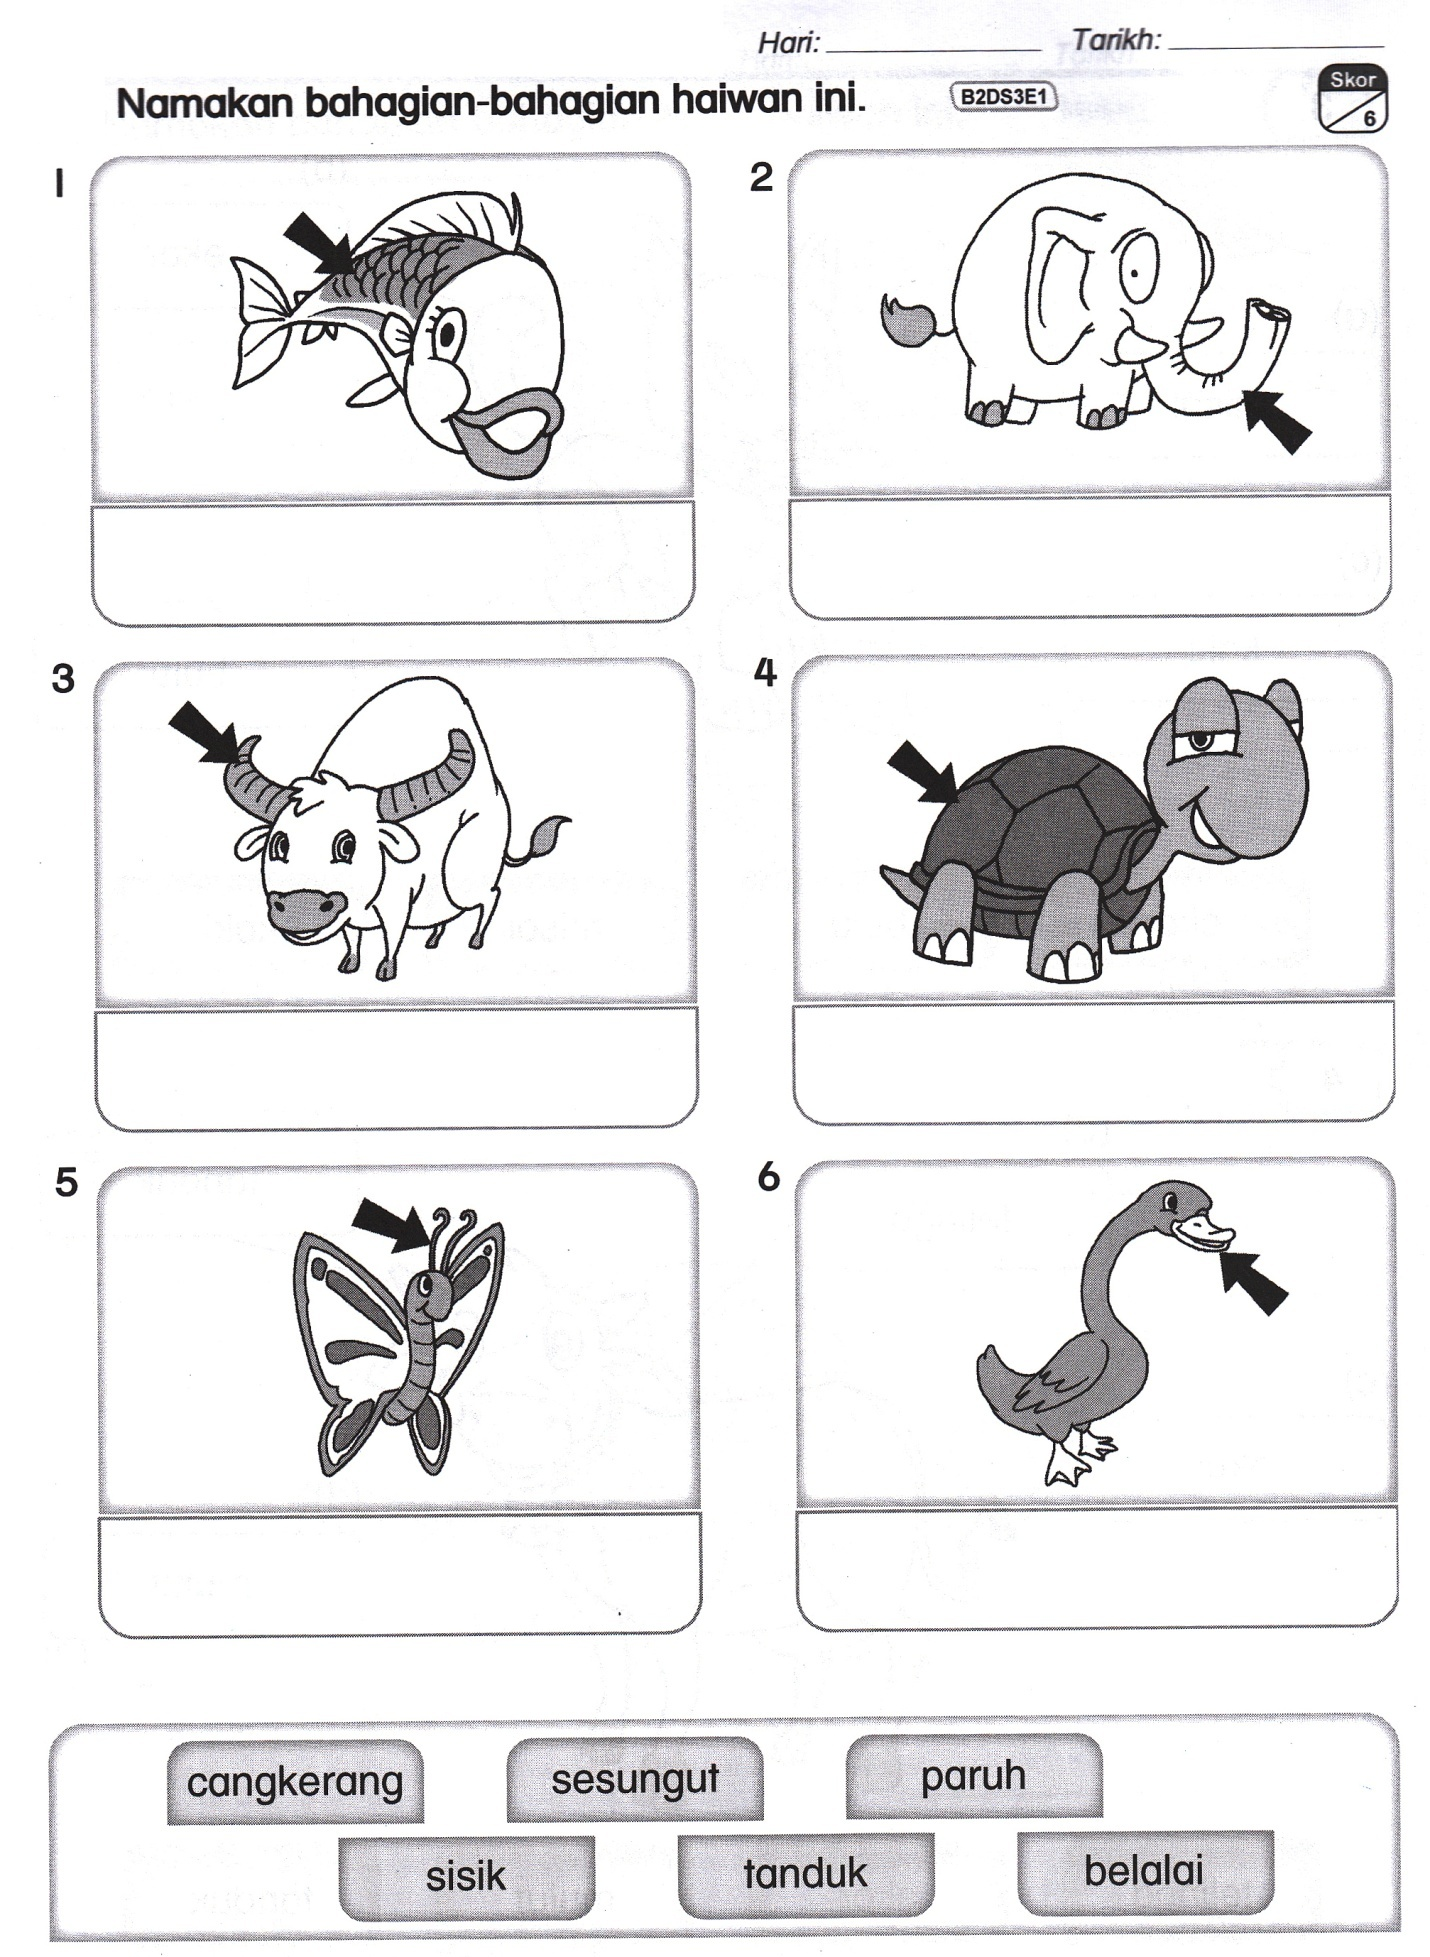 Hari: Tarikh:
Namakan bahagian-bahagian haiwan ini. B2DS3E1 Skor
6
1 2
3 4
5 6
cangkerang sesungut paruh
sisik tanduk belalai